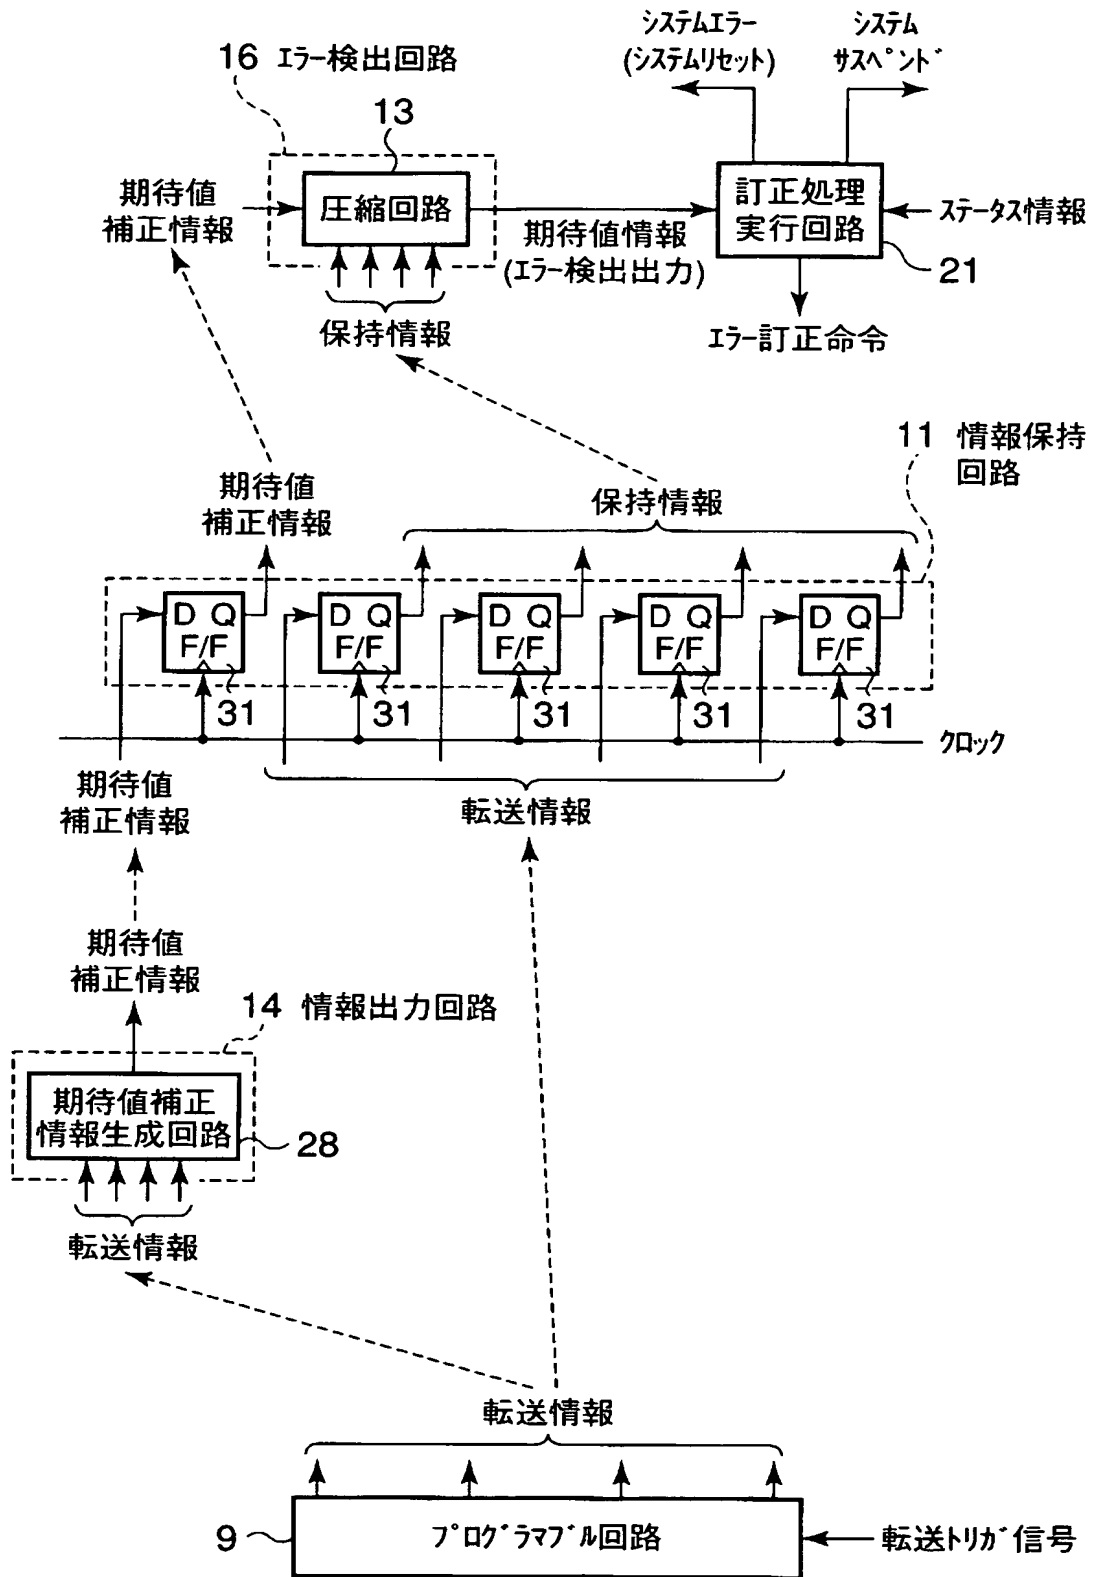 システムエラー
(システムリセット)
システム
サスペンド
16 エラー検出回路
13
期待値
補正情報
圧縮回路
期待値情報
(エラー検出出力)
訂正処理
実行回路
ステータス情報
21
保持情報
エラー訂正命令
11 情報保持
回路
期待値
補正情報
保持情報
D Q
F/F
D Q
F/F
D Q
F/F
D Q
F/F
D Q
F/F
31
31
31
31
31
クロック
期待値
補正情報
転送情報
期待値
補正情報
14 情報出力回路
期待値補正
情報生成回路
28
転送情報
転送情報
9
プログラマブル回路
転送トリガ信号